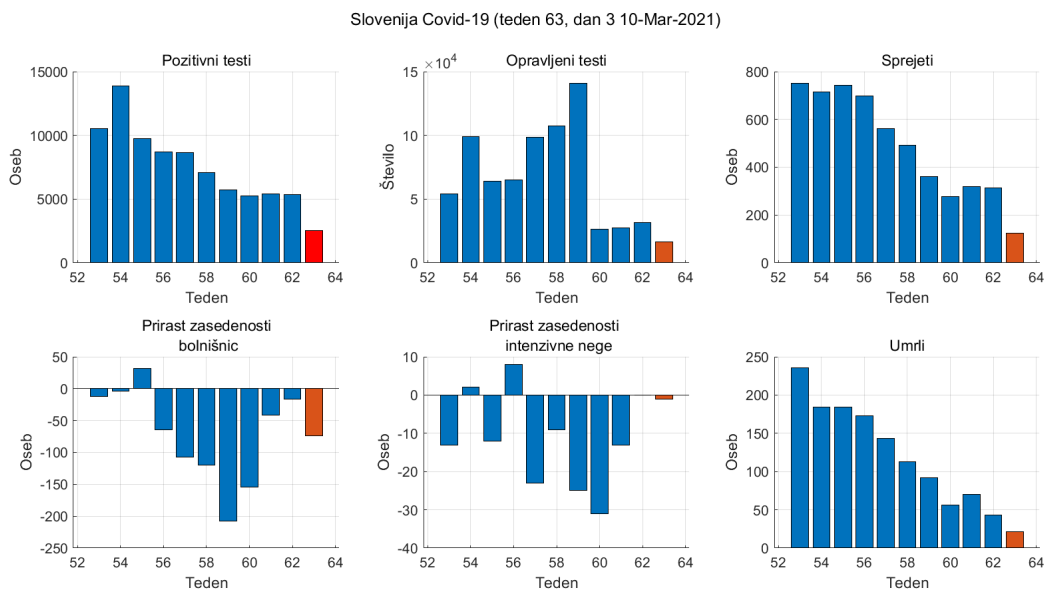 Slovenija Covid-19 (teden 63, dan 3 10-Mar-2021)
Pozitivni testi
15000
10000
5000
0
Oseb
52 54 56 58 60 62 64
Teden
Opravljeni testi
×10^4
15
10
5
0
Število
52 54 56 58 60 62 64
Teden
Sprejeti
800
600
400
200
0
Oseb
52 54 56 58 60 62 64
Teden
Prirast zasedenosti
bolnišnic
50
0
-50
-100
-150
-200
-250
Oseb
52 54 56 58 60 62 64
Teden
Prirast zasedenosti
intenzivne nege
10
0
-10
-20
-30
-40
Oseb
52 54 56 58 60 62 64
Teden
Umrli
250
200
150
100
50
0
Oseb
52 54 56 58 60 62 64
Teden